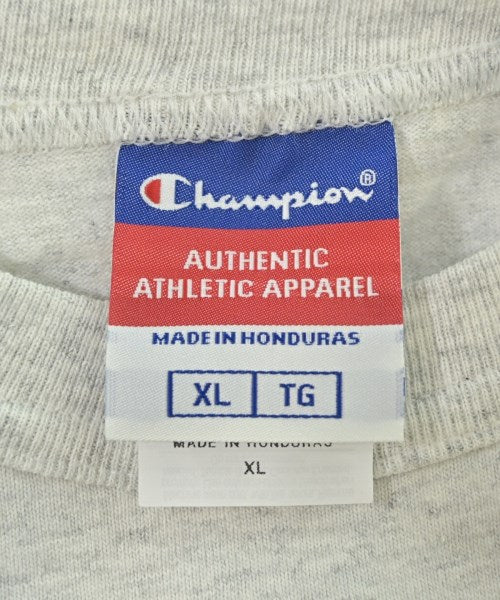 Champion®
AUTHENTIC
ATHLETIC APPAREL
MADE IN HONDURAS
XL TG
MADE IN HONDURAS
XL